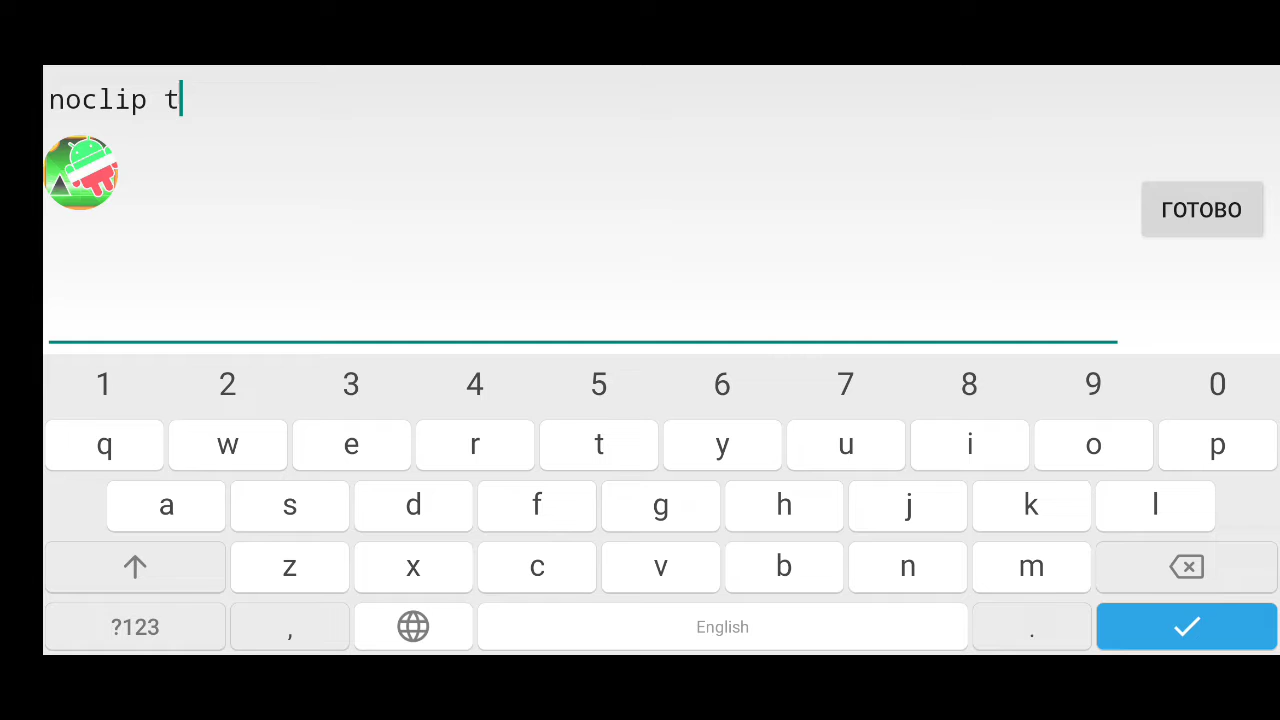 noclip t
ГОТОВО
1 2 3 4 5 6 7 8 9 0
q w e r t y u i o p
a s d f g h j k l
z x c v b n m
?123 , English .